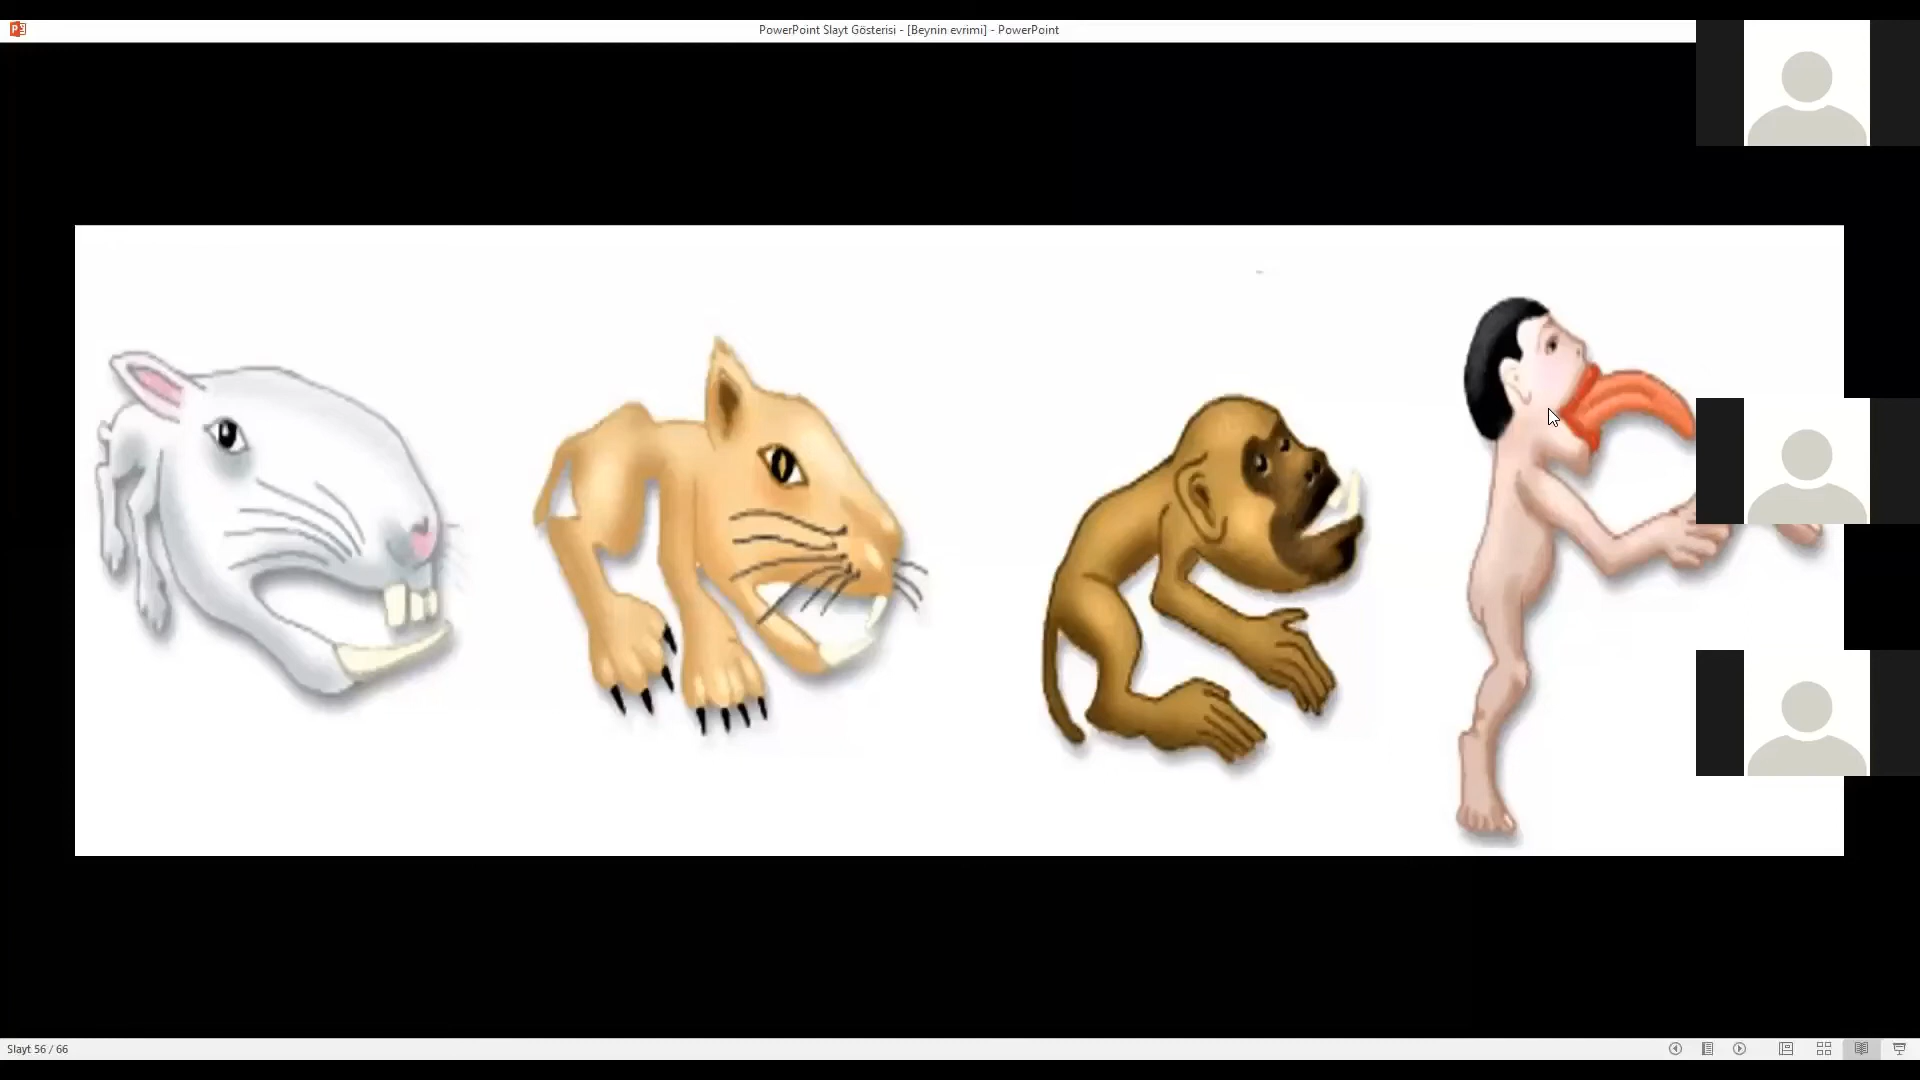 PowerPoint Slayt Gösterisi - [Beynin evrimi] - PowerPoint
Slayt 56 / 66